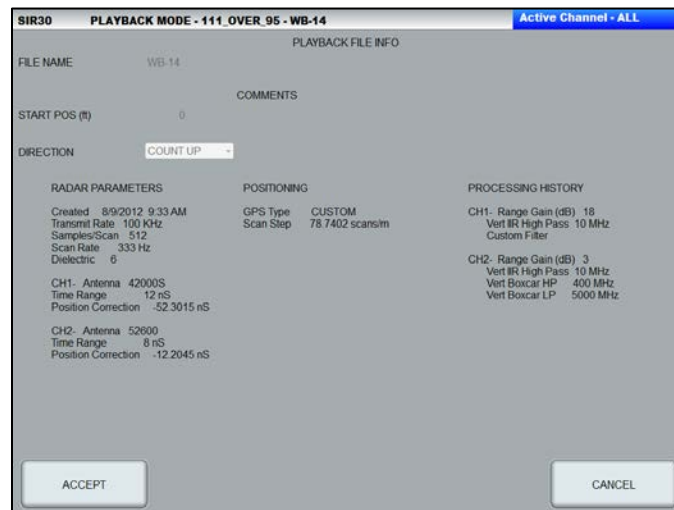 SIR30 PLAYBACK MODE - 111_OVER_95 - WB-14 Active Channel - ALL
PLAYBACK FILE INFO
FILE NAME WB-14
COMMENTS
START POS (ft) 0
DIRECTION COUNT UP
RADAR PARAMETERS
Created 8/9/2012 9:33 AM
Transmit Rate 100 KHz
Samples/Scan 512
Scan Rate 333 Hz
Dielectric 6
CH1- Antenna 42000S
Time Range 12 nS
Position Correction -52.3015 nS
CH2- Antenna 52600
Time Range 8 nS
Position Correction -12.2045 nS
POSITIONING
GPS Type CUSTOM
Scan Step 78.7402 scans/m
PROCESSING HISTORY
CH1- Range Gain (dB) 18
Vert IIR High Pass 10 MHz
Custom Filter
CH2- Range Gain (dB) 3
Vert IIR High Pass 10 MHz
Vert Boxcar HP 400 MHz
Vert Boxcar LP 5000 MHz
ACCEPT
CANCEL